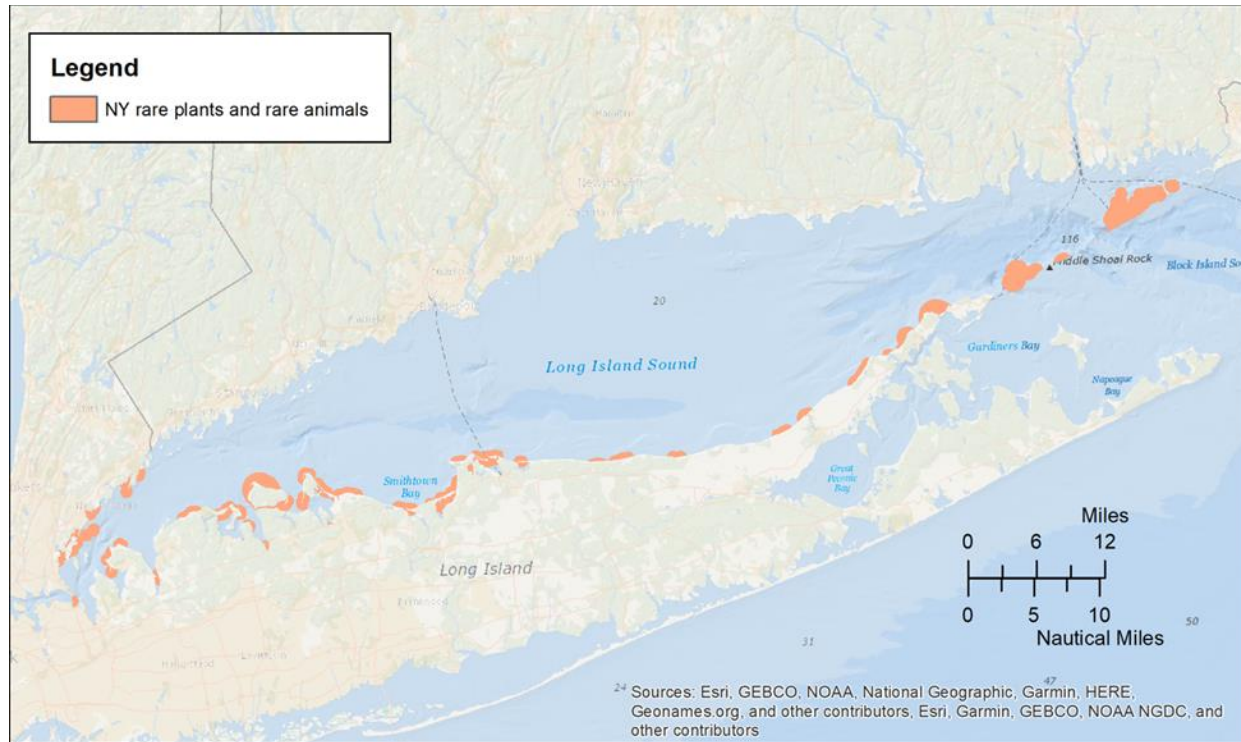 Legend
NY rare plants and rare animals
116
Middle Shoal Rock
Block Island So
20
Long Island Sound
Gardiners Bay
Napeague
Bay
Smithtown
Bay
Great
Peconic
Bay
Long Island
Miles
0 6 12
0 5 10
Nautical Miles
50
31
47
24
Sources: Esri, GEBCO, NOAA, National Geographic, Garmin, HERE,
Geonames.org, and other contributors, Esri, Garmin, GEBCO, NOAA NGDC, and
other contributors